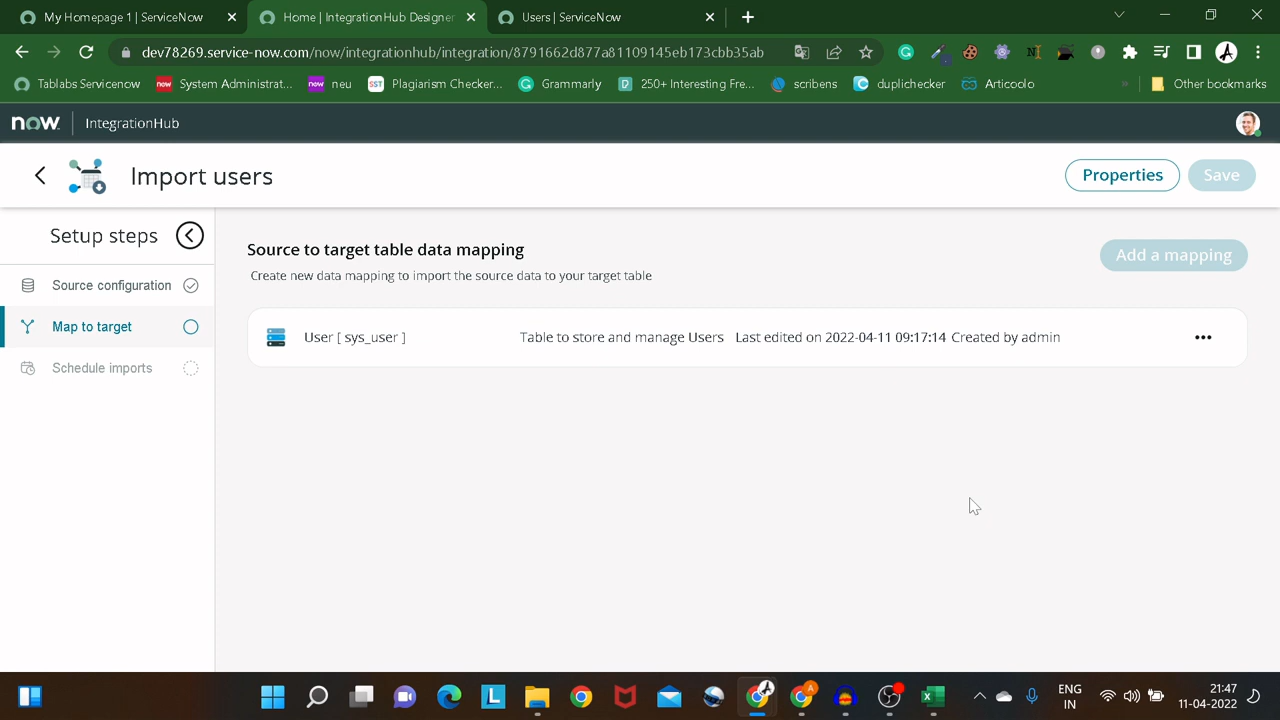 My Homepage 1 | ServiceNow
Home | IntegrationHub Designer
Users | ServiceNow
dev78269.service-now.com/now/integrationhub/integration/8791662d877a81109145eb173cbb35ab
Tablabs Servicenow
now
System Administrat...
now
neu
SST
Plagiarism Checker...
Grammarly
250+ Interesting Fre...
scribens
duplichecker
Articoolo
»
Other bookmarks
now
IntegrationHub
Import users
Properties
Save
Setup steps
Source configuration
Map to target
Schedule imports
Source to target table data mapping
Create new data mapping to import the source data to your target table
Add a mapping
User [ sys_user ]
Table to store and manage Users
Last edited on 2022-04-11 09:17:14
Created by admin
ENG
IN
21:47
11-04-2022